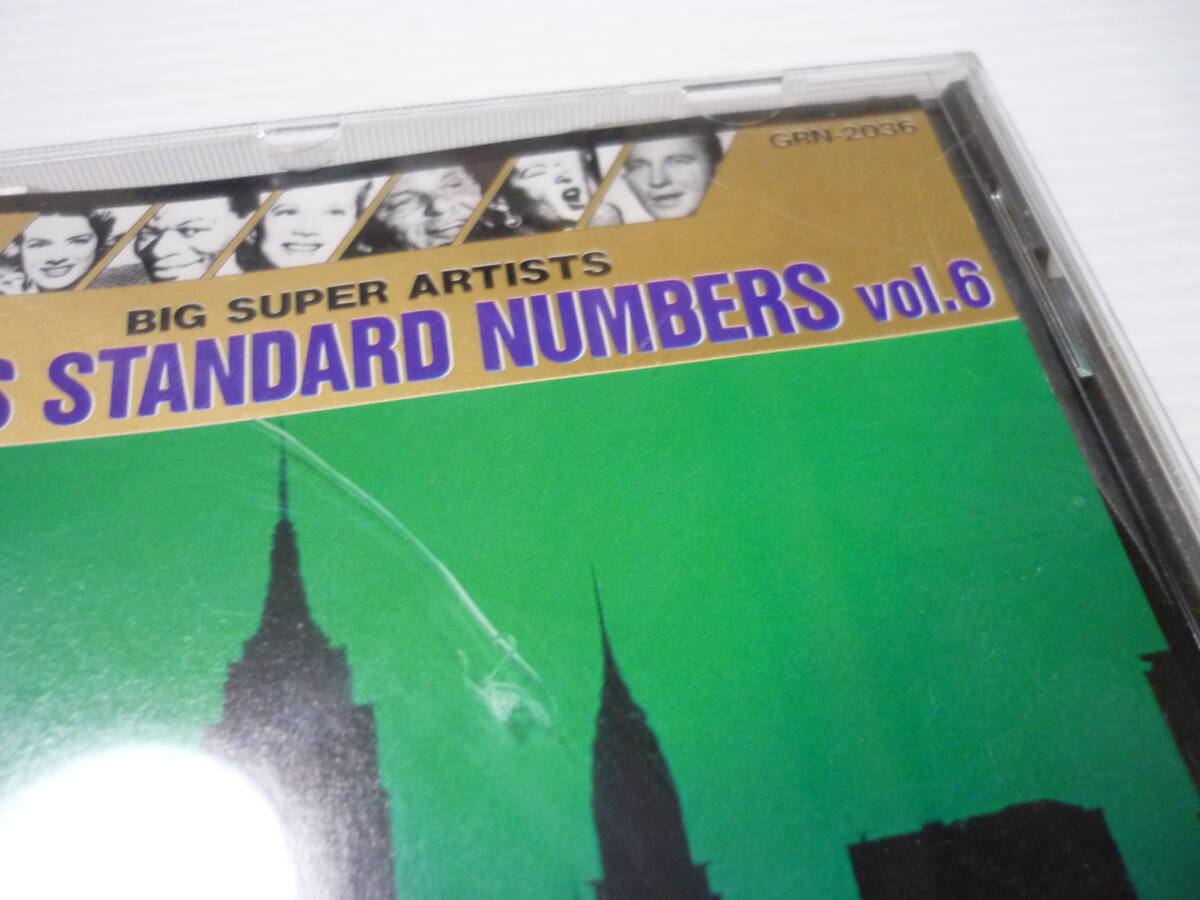 GRN-2036
BIG SUPER ARTISTS
S STANDARD NUMBERS vol.6